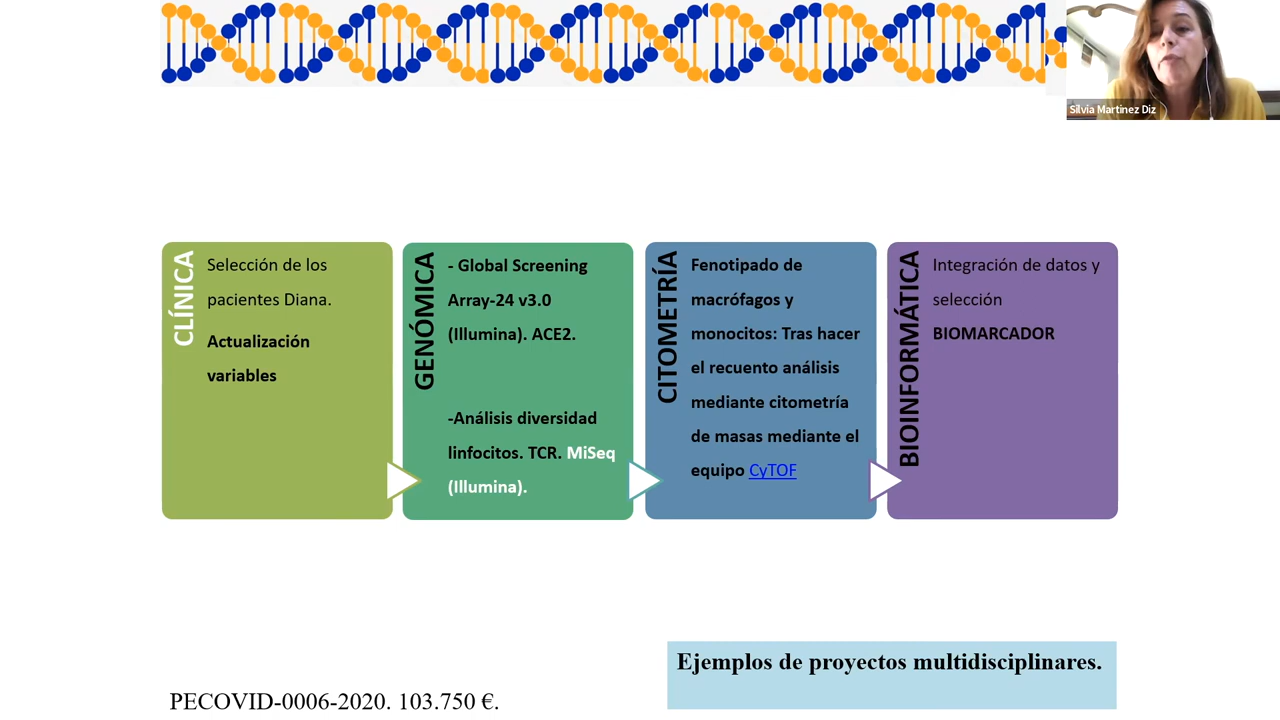 Silvia Martinez Diz
CLÍNICA
Selección de los
pacientes Diana.
Actualización
variables
GENÓMICA
- Global Screening
Array-24 v3.0
(Illumina). ACE2.
-Análisis diversidad
linfocitos. TCR. MiSeq
(Illumina).
CITOMETRÍA
Fenotipado de
macrófagos y
monocitos: Tras hacer
el recuento análisis
mediante citometría
de masas mediante el
equipo CyTOF
BIOINFORMÁTICA
Integración de datos y
selección
BIOMARCADOR
Ejemplos de proyectos multidisciplinares.
PECOVID-0006-2020. 103.750 €.